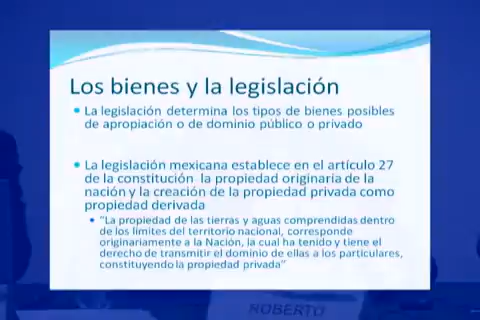 Los bienes y la legislación
La legislación determina los tipos de bienes posibles
de apropiación o de dominio público o privado
La legislación mexicana establece en el artículo 27
de la constitución la propiedad originaria de la
nación y la creación de la propiedad privada como
propiedad derivada
"La propiedad de las tierras y aguas comprendidas dentro
de los límites del territorio nacional, corresponde
originariamente a la Nación, la cual ha tenido y tiene el
derecho de transmitir el dominio de ellas a los particulares,
constituyendo la propiedad privada"
ROBERTO